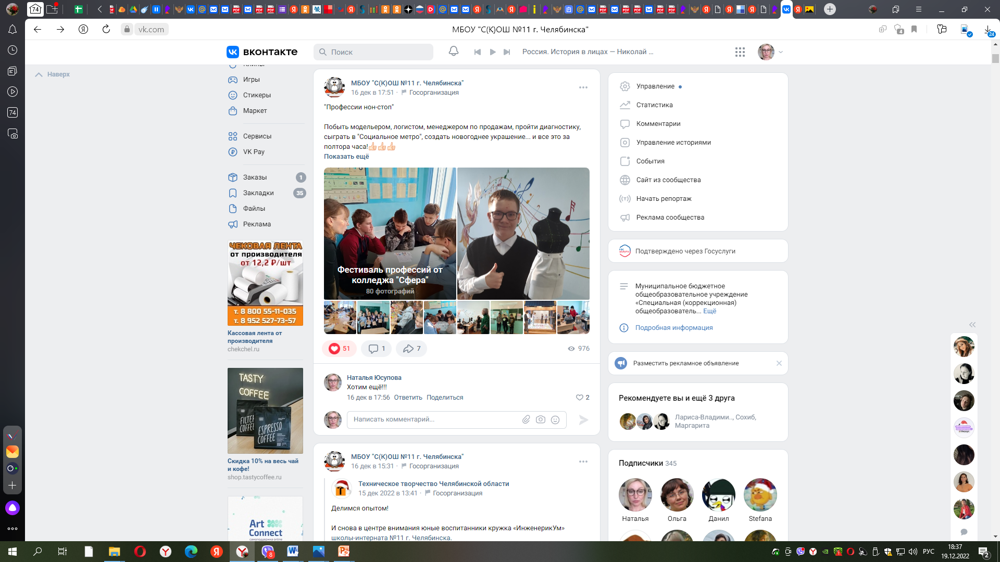 74
vk.com
МБОУ "С(К)ОШ №11 г. Челябинска"
4
24
74
вконтакте
Поиск
Россия. История в лицах — Николай ...
Наверх
Игры
Стикеры
Маркет
Сервисы
VK Pay
Заказы
1
Закладки
35
Файлы
Реклама
ЧЕКОВАЯ ЛЕНТА
от производителя
от 12,2 ₽/шт
т. 8 800 55-11-035
т. 8 952 527-73-57
Кассовая лента от
производителя
chekchel.ru
TASTY
COFFEE
FILTER
COFFEE
ESPRESSO
COFFEE
Скидка 10% на весь чай
и кофе!
shop.tastycoffee.ru
Art
Connect
самоподдержка online
МБОУ "С(К)ОШ №11 г. Челябинска"
16 дек в 17:51 · Госорганизация
"Профессии нон-стоп"
Побыть модельером, логистом, менеджером по продажам, пройти диагностику,
сыграть в "Социальное метро", создать новогоднее украшение... и все это за
полтора часа!👍🏻👍🏻👍🏻
Показать ещё
Фестиваль профессий от
колледжа "Сфера"
80 фотографий
51
1
7
976
Наталья Юсупова
Хотим ещё!!!
16 дек в 17:56 Ответить Поделиться
2
Написать комментарий...
МБОУ "С(К)ОШ №11 г. Челябинска"
16 дек в 15:31 · Госорганизация
Техническое творчество Челябинской области
15 дек 2022 в 13:41 · Госорганизация
Делимся опытом!
И снова в центре внимания юные воспитанники кружка «ИнженерикУм»
школы-интерната №11 г. Челябинска.
Управление
Статистика
Комментарии
Управление историями
События
Сайт из сообщества
Начать репортаж
Реклама сообщества
Подтверждено через Госуслуги
Муниципальное бюджетное
общеобразовательное учреждение
«Специальная (коррекционная)
общеобразователь... Ещё
Подробная информация
Разместить рекламное объявление
Рекомендуете вы и ещё 3 друга
Лариса-Владими.., Сохиб,
Маргарита
Подписчики 345
Наталья
Ольга
Данил
Stefana
8
РУС
18:37
19.12.2022
2